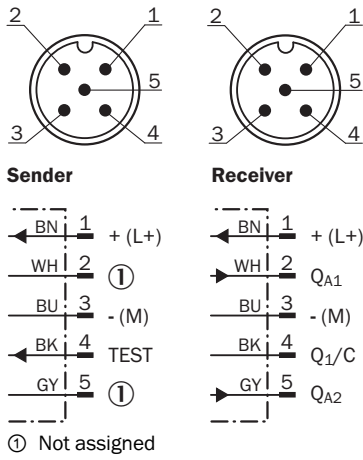 2 1 2 1
5 5
3 4 3 4
Sender Receiver
BN 1 + (L+) BN 1 + (L+)
WH 2 ① WH 2 QA1
BU 3 - (M) BU 3 - (M)
BK 4 TEST BK 4 Q1/C
GY 5 ① GY 5 QA2
① Not assigned